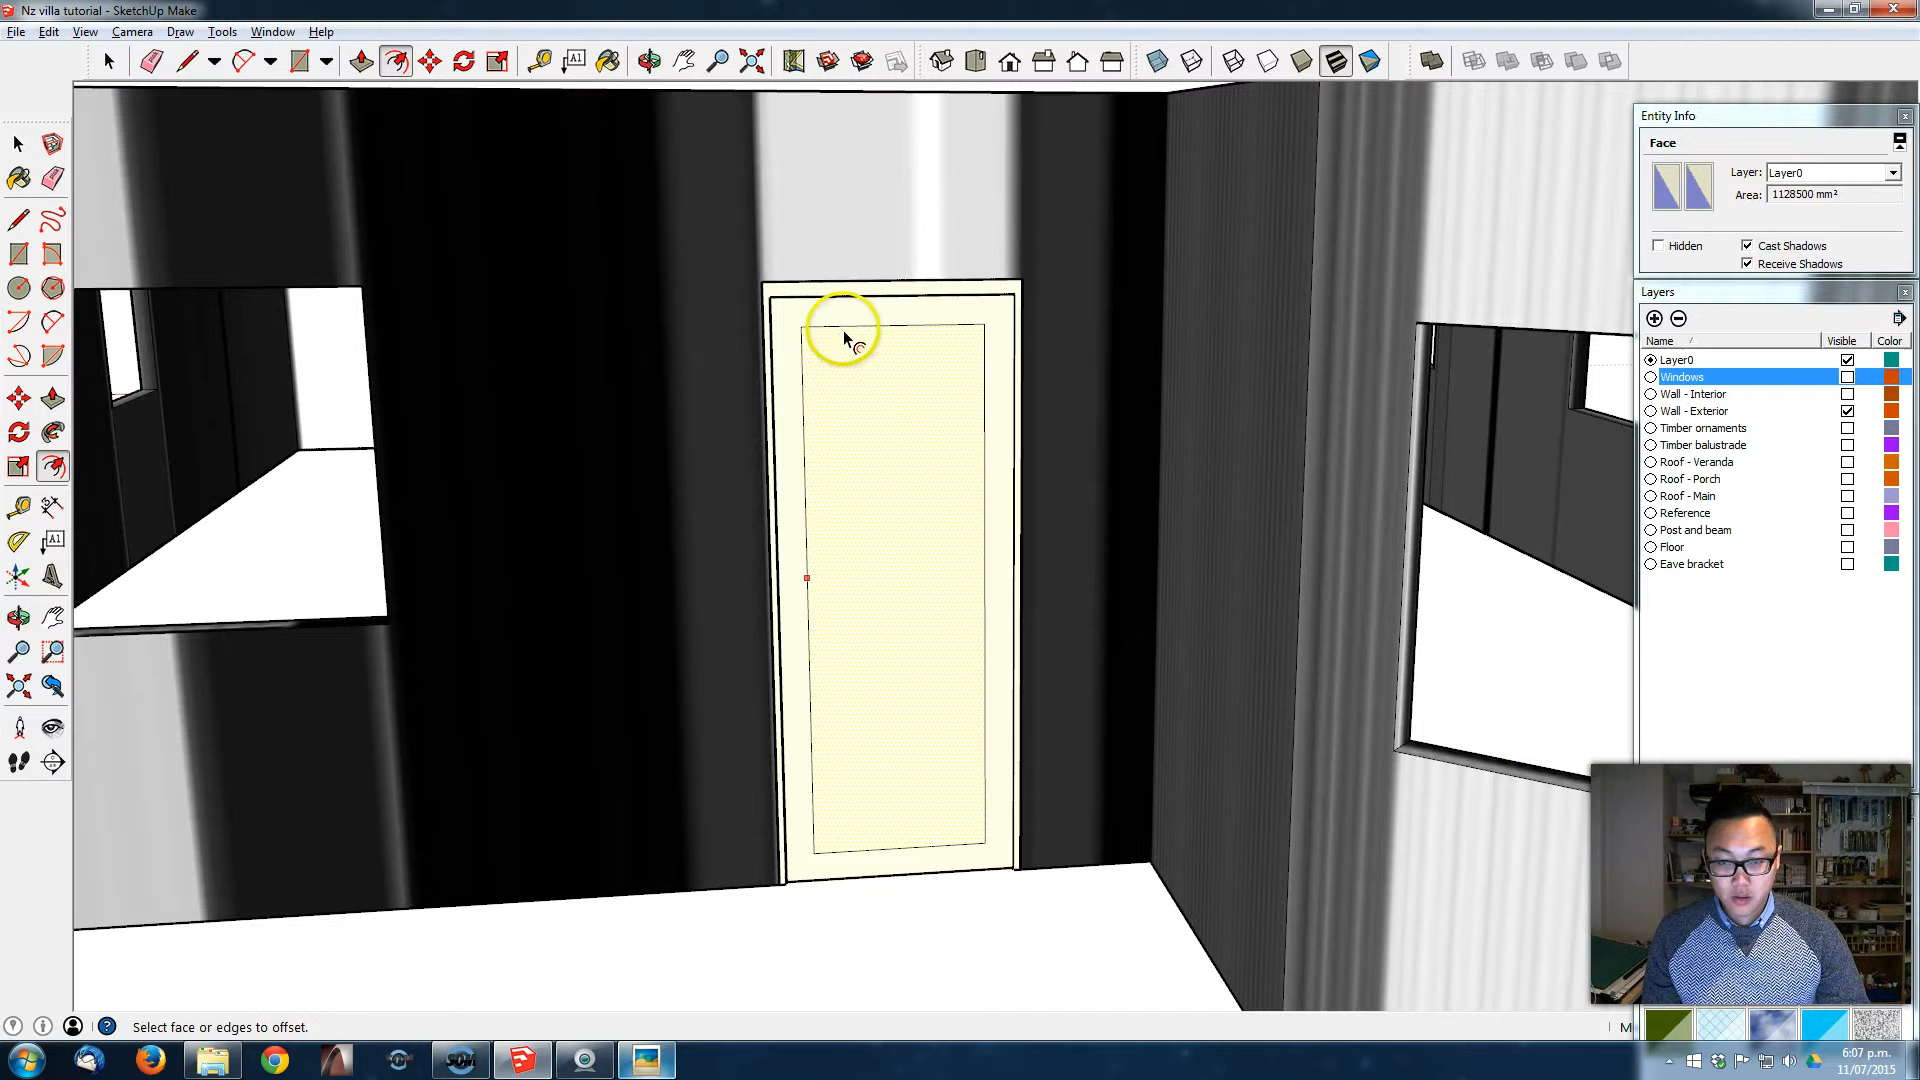 Nz villa tutorial - SketchUp Make
File Edit View Camera Draw Tools Window Help
A1
Entity Info
Face
Layer: Layer0
Area: 1128500 mm²
Hidden
Cast Shadows
Receive Shadows
Layers
Name Visible Color
Layer0
Windows
Wall - Interior
Wall - Exterior
Timber ornaments
Timber balustrade
Roof - Veranda
Roof - Porch
Roof - Main
Reference
Post and beam
Floor
Eave bracket
A1
Select face or edges to offset.
M
6:07 p.m.
11/07/2015